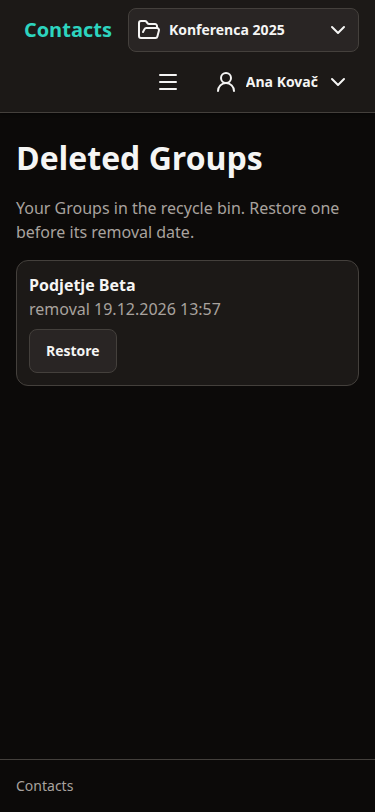 Contacts
Konferenca 2025
Ana Kovač
Deleted Groups
Your Groups in the recycle bin. Restore one
before its removal date.
Podjetje Beta
removal 19.12.2026 13:57
Restore
Contacts